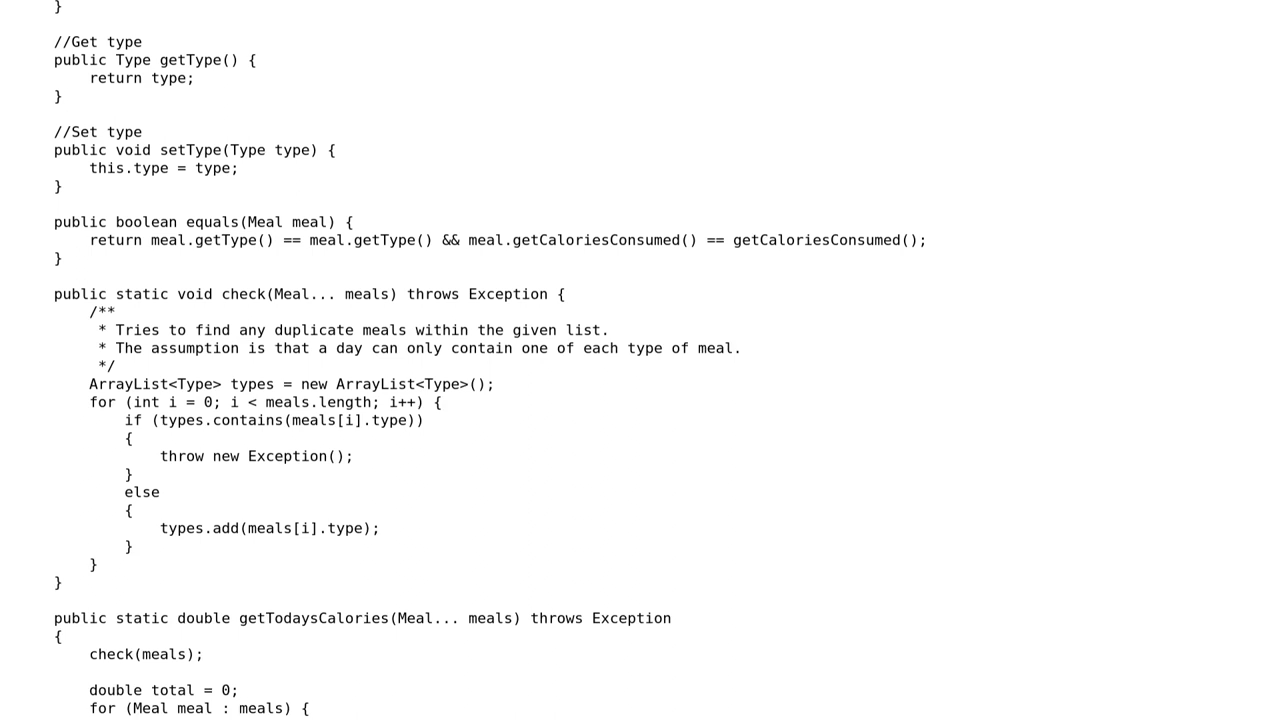 }

//Get type
public Type getType() {
    return type;
}

//Set type
public void setType(Type type) {
    this.type = type;
}

public boolean equals(Meal meal) {
    return meal.getType() == meal.getType() && meal.getCaloriesConsumed() == getCaloriesConsumed();
}

public static void check(Meal... meals) throws Exception {
    /**
     * Tries to find any duplicate meals within the given list.
     * The assumption is that a day can only contain one of each type of meal.
     */
    ArrayList<Type> types = new ArrayList<Type>();
    for (int i = 0; i < meals.length; i++) {
        if (types.contains(meals[i].type))
        {
            throw new Exception();
        }
        else
        {
            types.add(meals[i].type);
        }
    }
}

public static double getTodaysCalories(Meal... meals) throws Exception
{
    check(meals);

    double total = 0;
    for (Meal meal : meals) {